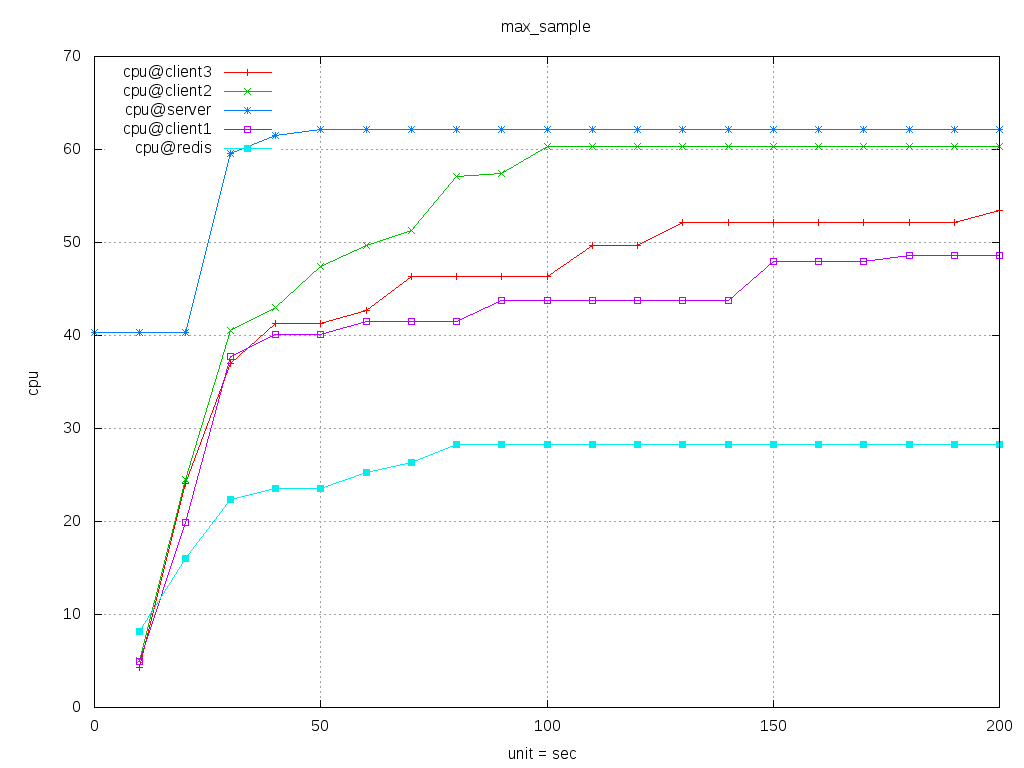 max_sample
70
60
50
40
30
20
10
0
cpu
cpu@client3
cpu@client2
cpu@server
cpu@client1
cpu@redis
0 50 100 150 200
unit = sec